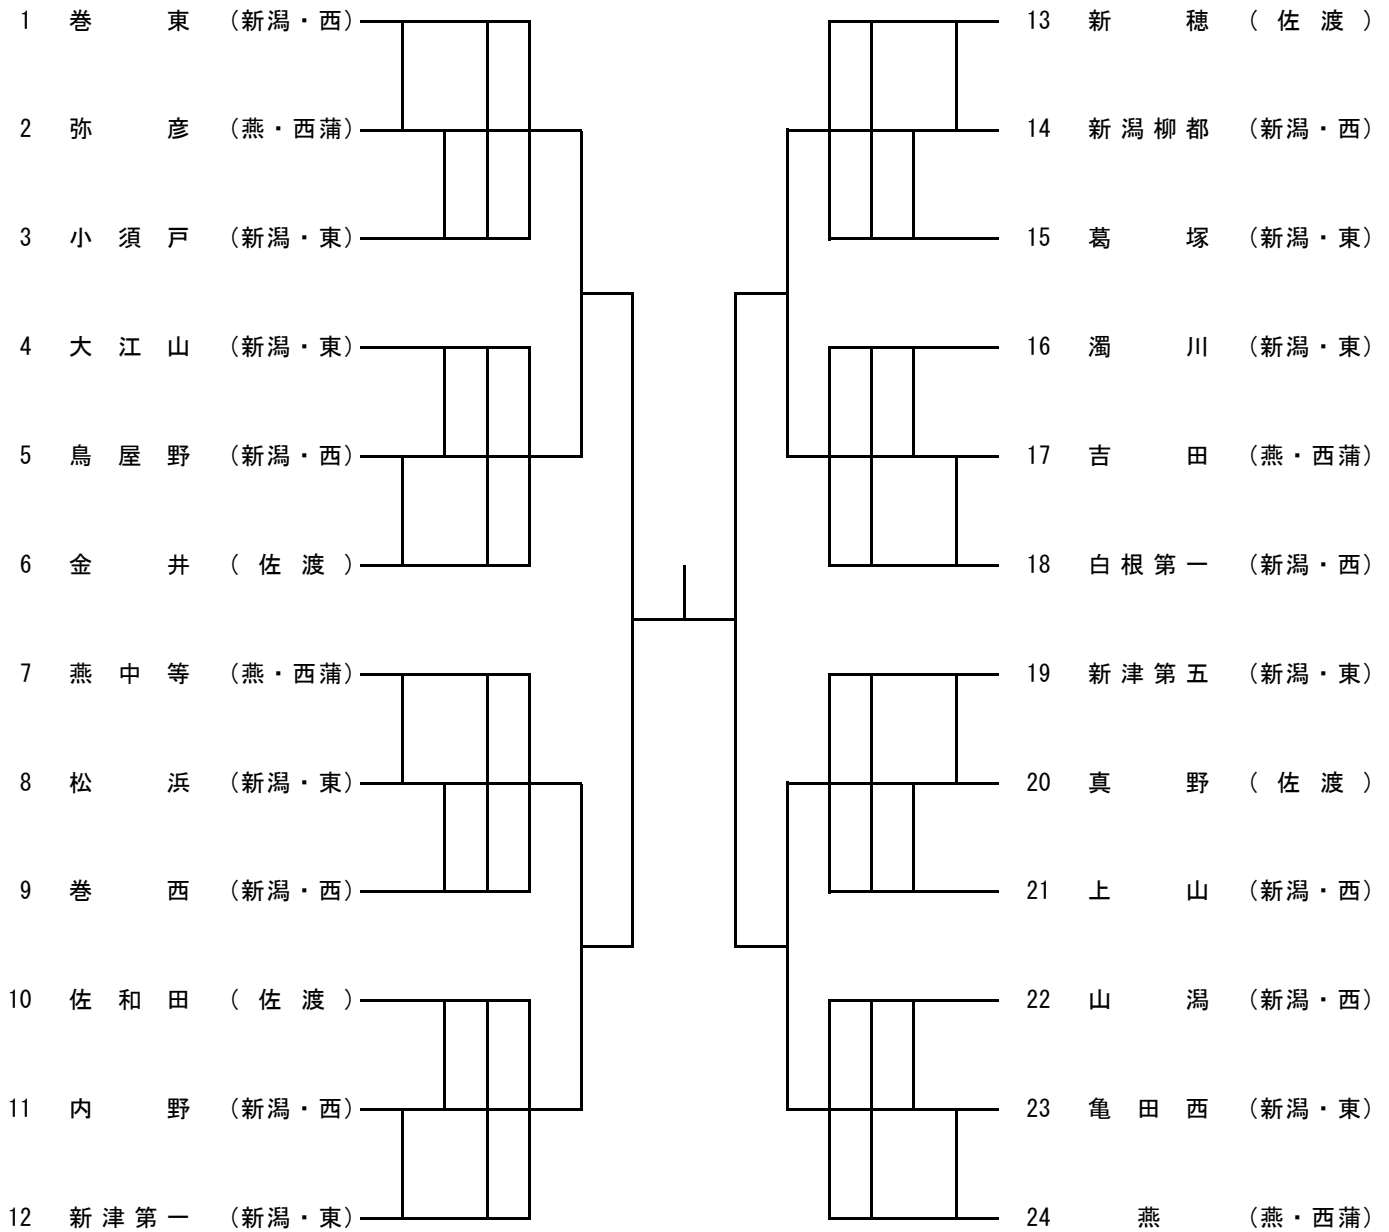 1 巻東 (新潟・西)
2 弥彦 (燕・西蒲)
3 小須戸 (新潟・東)
4 大江山 (新潟・東)
5 鳥屋野 (新潟・西)
6 金井 (佐渡)
7 燕中等 (燕・西蒲)
8 松浜 (新潟・東)
9 巻西 (新潟・西)
10 佐和田 (佐渡)
11 内野 (新潟・西)
12 新津第一 (新潟・東)
13 新穂 (佐渡)
14 新潟柳都 (新潟・西)
15 葛塚 (新潟・東)
16 濁川 (新潟・東)
17 吉田 (燕・西蒲)
18 白根第一 (新潟・西)
19 新津第五 (新潟・東)
20 真野 (佐渡)
21 上山 (新潟・西)
22 山潟 (新潟・西)
23 亀田西 (新潟・東)
24 燕 (燕・西蒲)